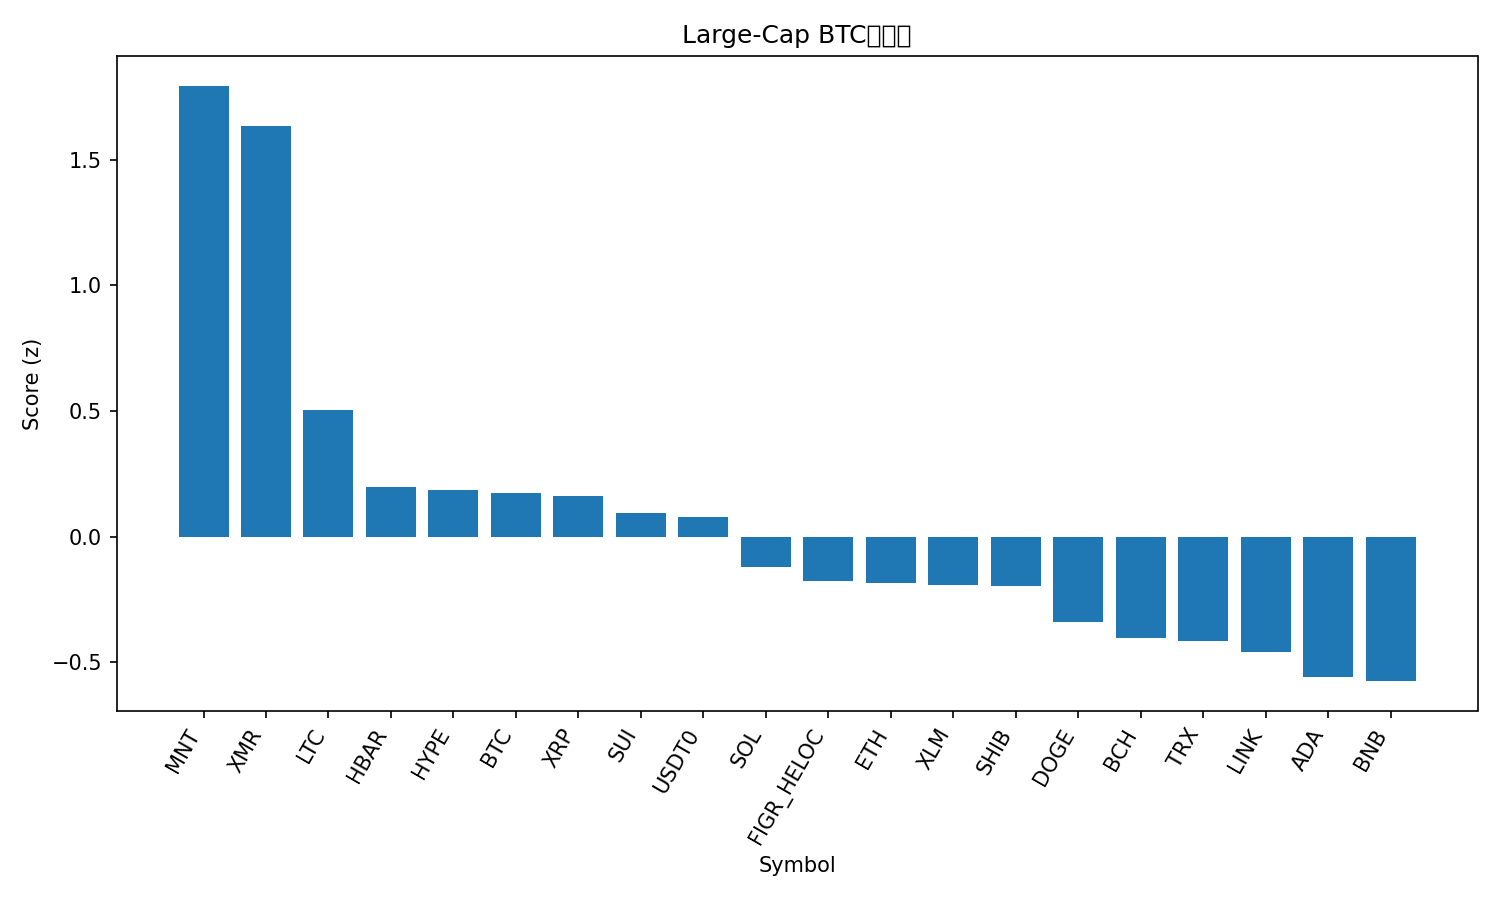 Large-Cap BTC
Score (z)
1.5
1.0
0.5
0.0
−0.5
MNT
XMR
LTC
HBAR
HYPE
BTC
XRP
SUI
USDT0
SOL
FIGR_HELOC
ETH
XLM
SHIB
DOGE
BCH
TRX
LINK
ADA
BNB
Symbol